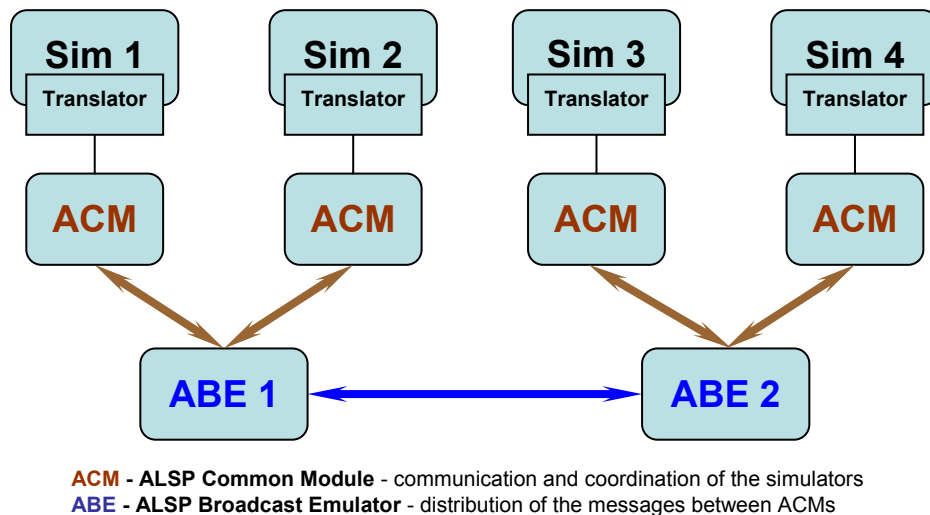 Sim 1 Sim 2 Sim 3 Sim 4
Translator Translator Translator Translator
ACM ACM ACM ACM
ABE 1 ABE 2
ACM - ALSP Common Module - communication and coordination of the simulators
ABE - ALSP Broadcast Emulator - distribution of the messages between ACMs